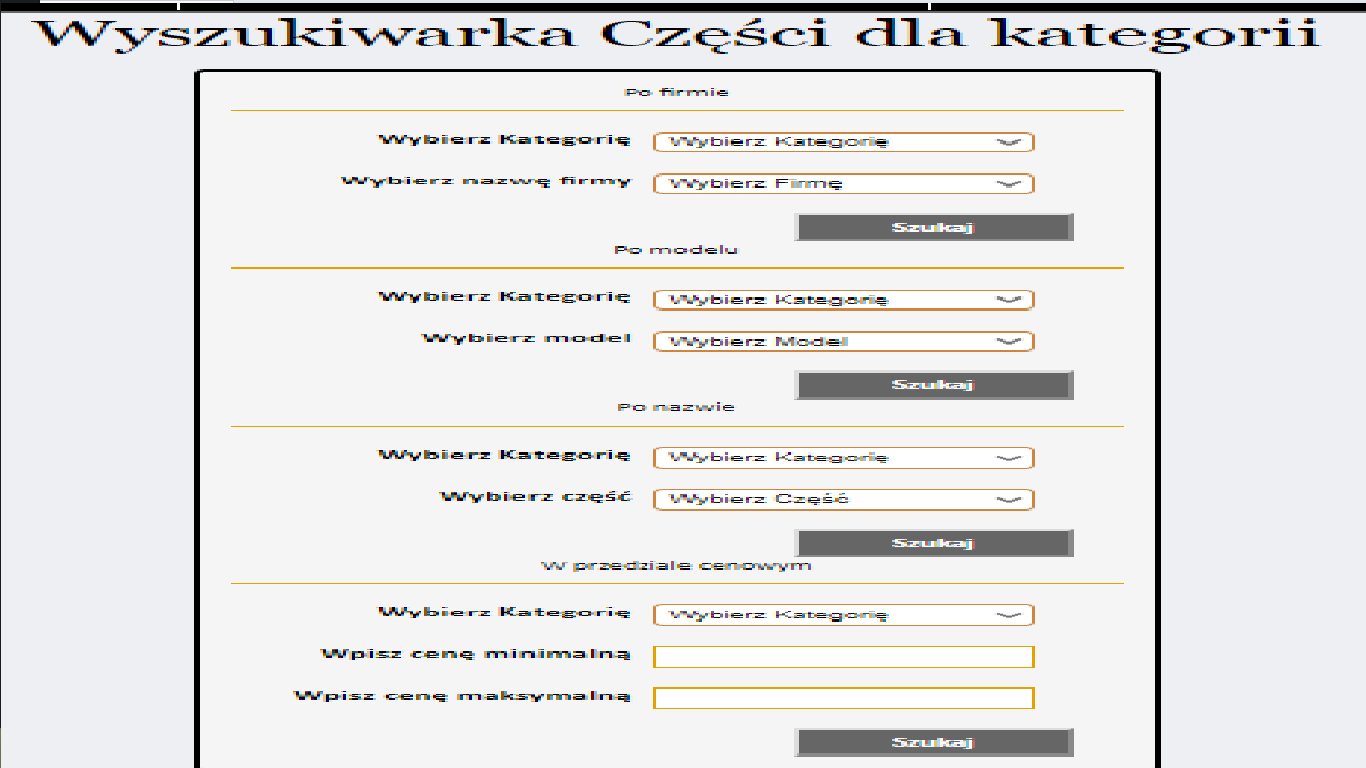 Wyszukiwarka Części dla kategorii
Po firmie
Wybierz Kategorię Wybierz Kategorię
Wybierz nazwę firmy Wybierz Firmę
Szukaj
Po modelu
Wybierz Kategorię Wybierz Kategorię
Wybierz model Wybierz Model
Szukaj
Po nazwie
Wybierz Kategorię Wybierz Kategorię
Wybierz część Wybierz Część
Szukaj
W przedziale cenowym
Wybierz Kategorię Wybierz Kategorię
Wpisz cenę minimalną
Wpisz cenę maksymalną
Szukaj